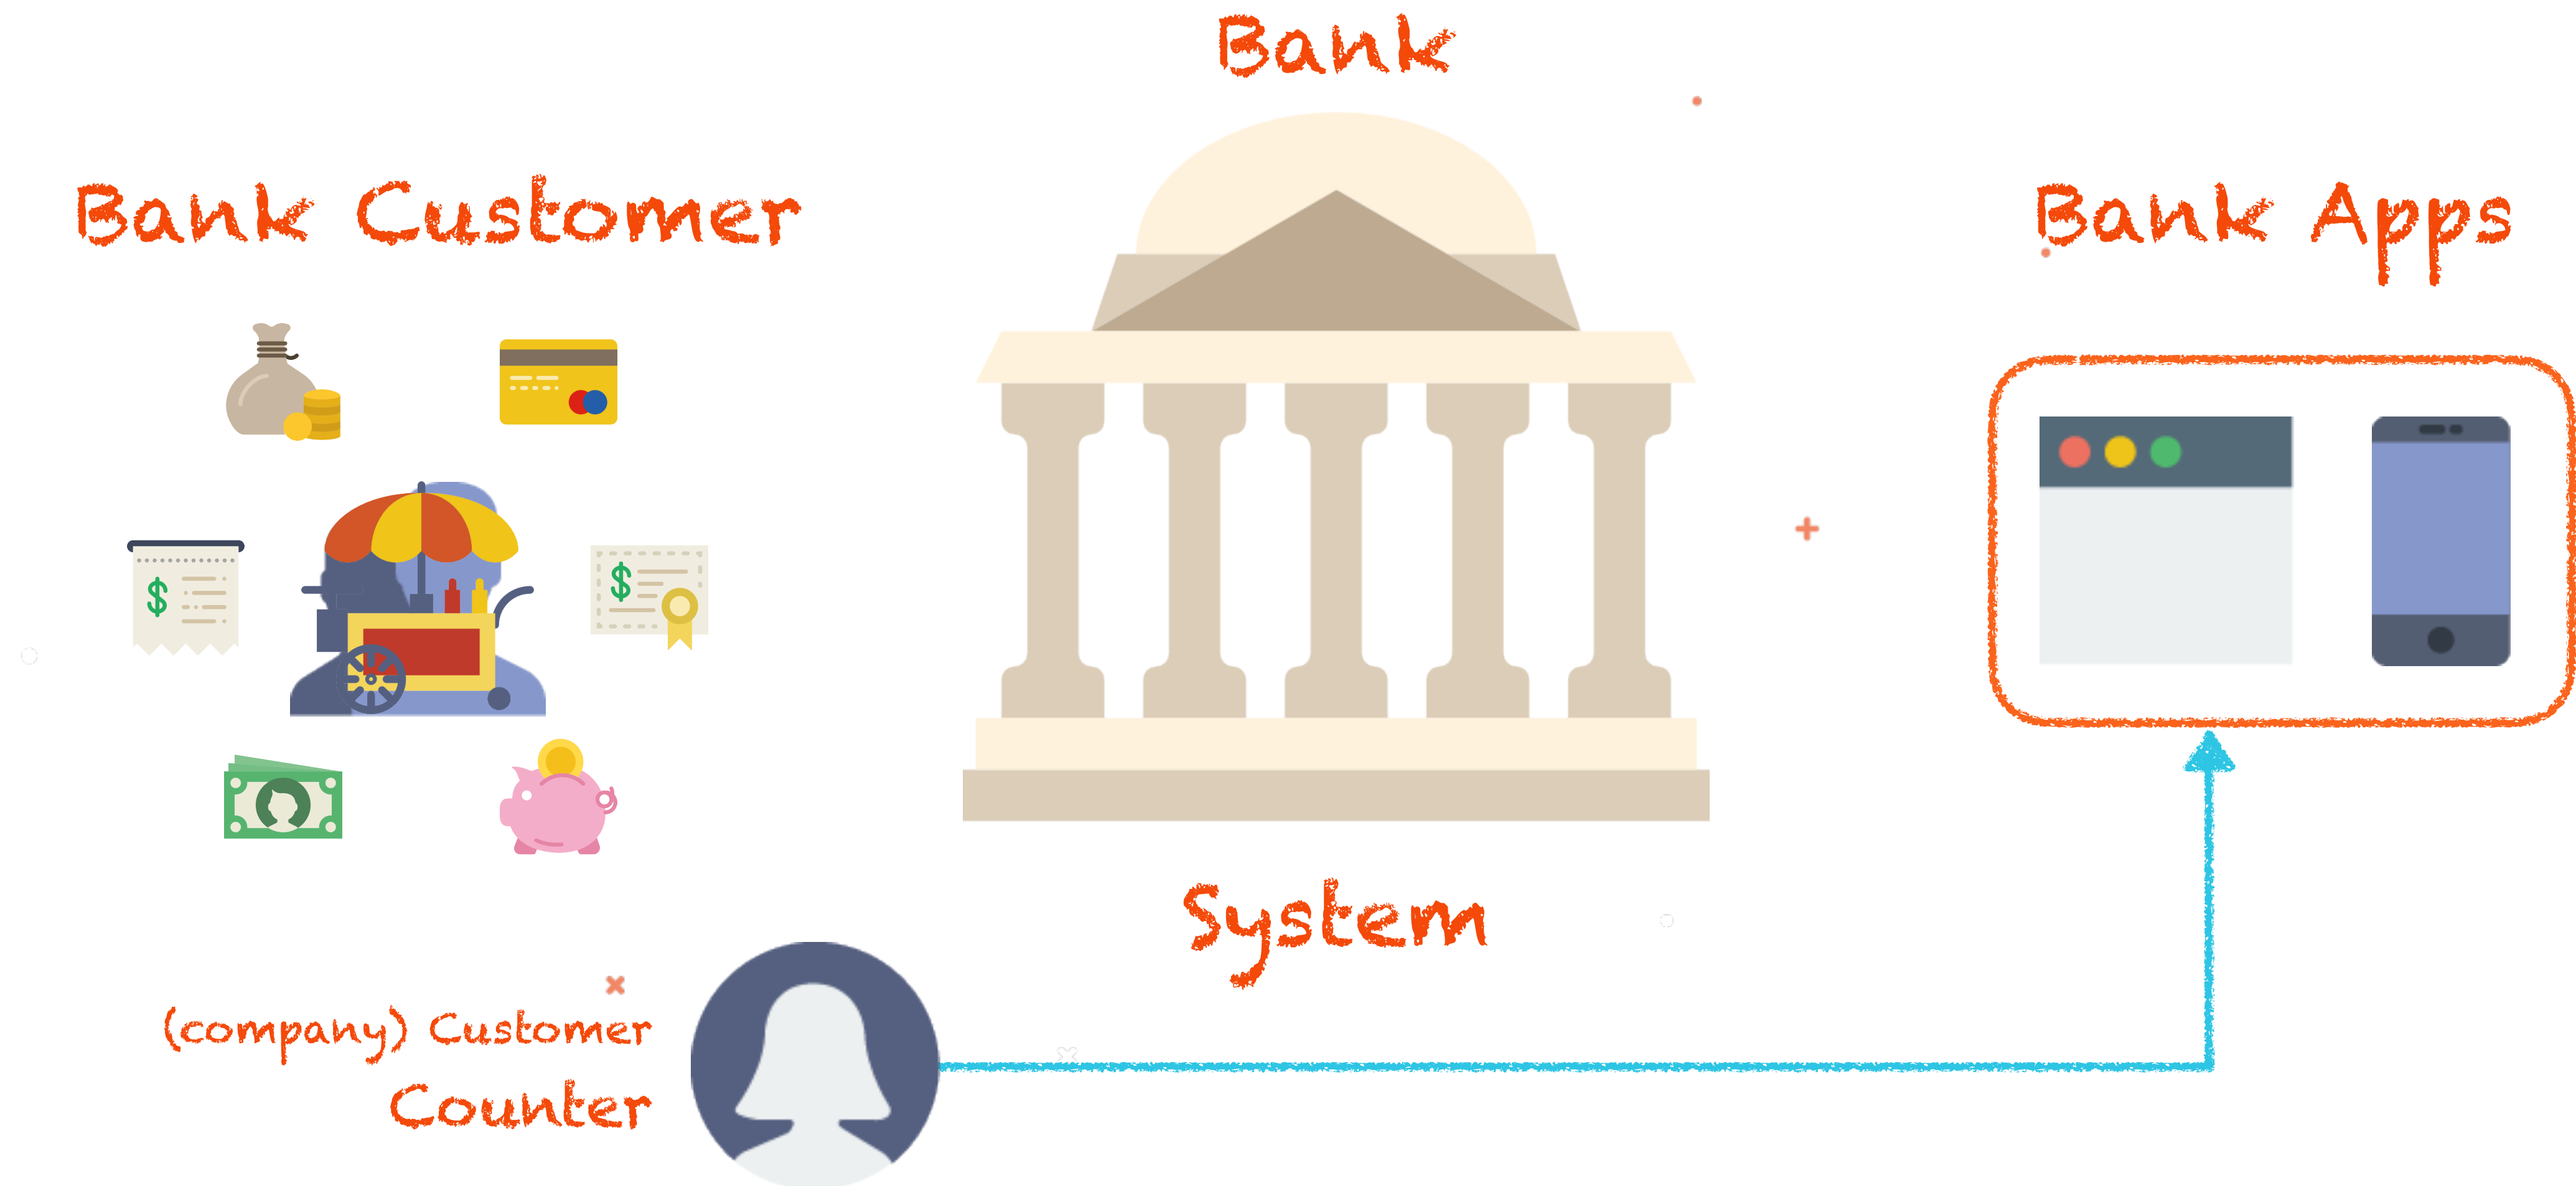 Bank
Bank Customer
Bank Apps
$
$
System
(company) Customer
Counter